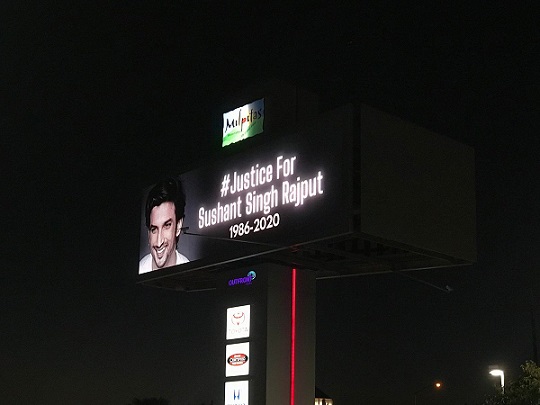 Milpitas
#Justice For
Sushant Singh Rajput
1986-2020